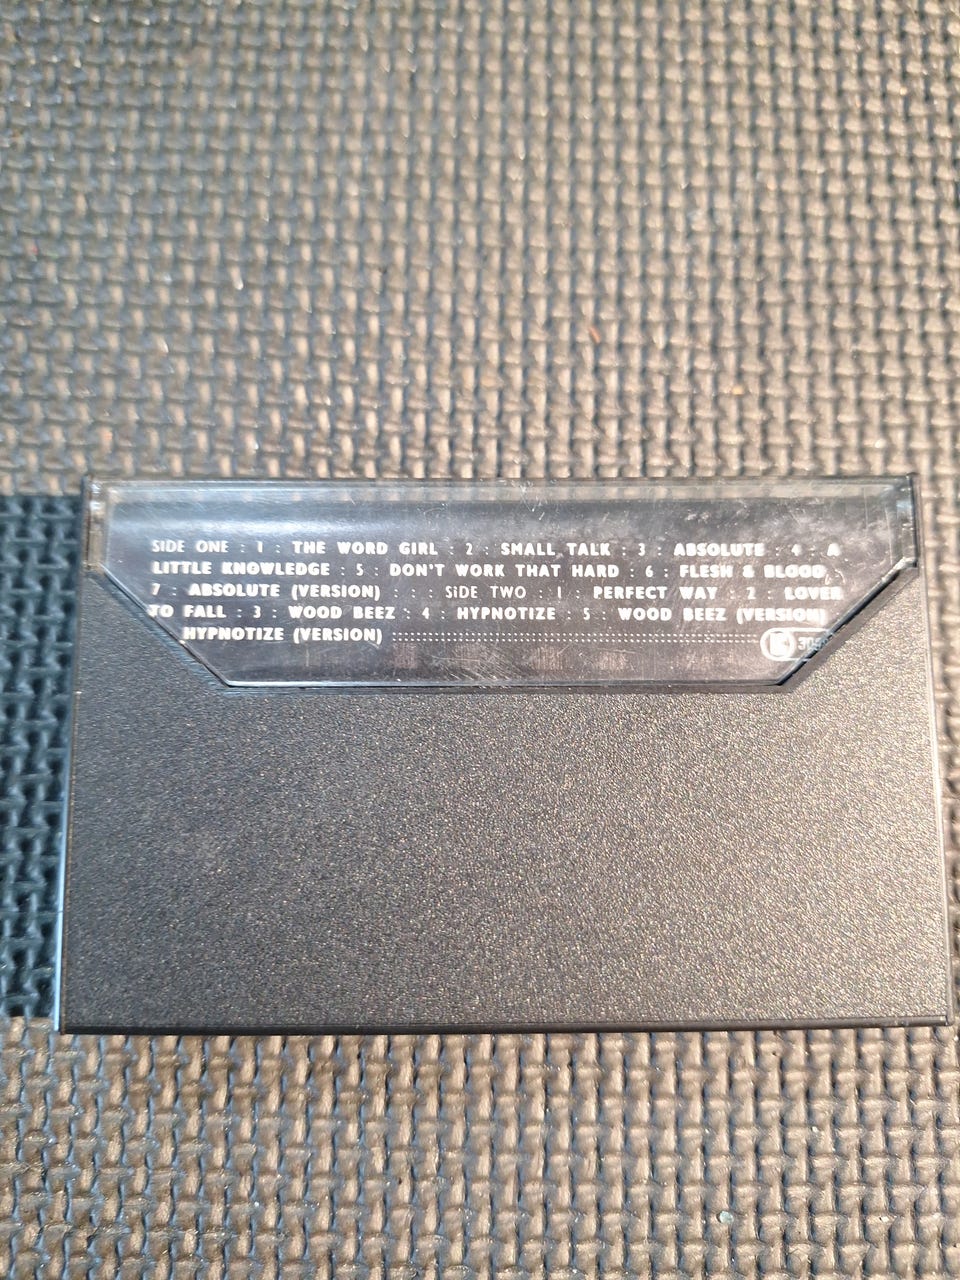 SIDE ONE : 1 : THE WORD GIRL : 2 : SMALL TALK : 3 : ABSOLUTE : 4 : A
LITTLE KNOWLEDGE : 5 : DON'T WORK THAT HARD : 6 : FLESH & BLOOD
7 : ABSOLUTE (VERSION) : : : SiDE TWO : 1 : PERFECT WAY : 2 : LOVER
TO FALL : 3 : WOOD BEEZ : 4 : HYPNOTIZE : 5 : WOOD BEEZ (VERSION)
HYPNOTIZE (VERSION)